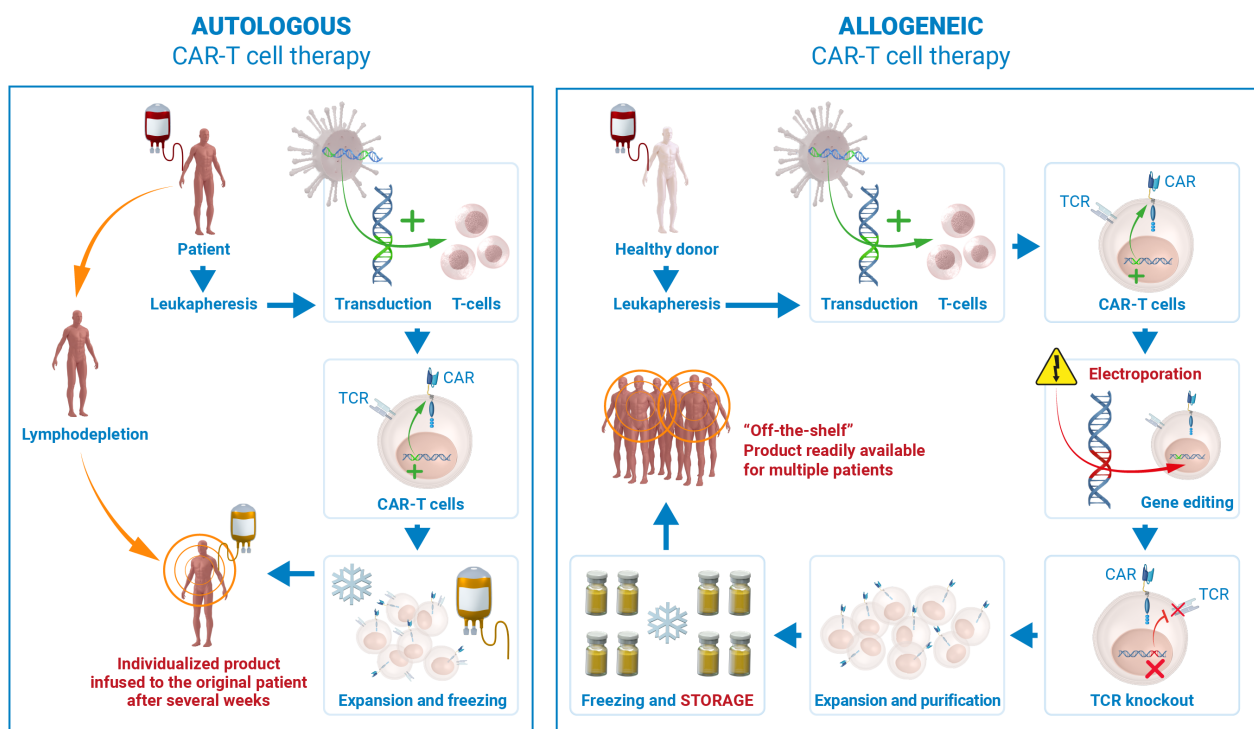 AUTOLOGOUS
CAR-T cell therapy
Patient
Leukapheresis
Transduction
T-cells
TCR
CAR
CAR-T cells
Lymphodepletion
Expansion and freezing
Individualized product
infused to the original patient
after several weeks
ALLOGENEIC
CAR-T cell therapy
Healthy donor
Leukapheresis
Transduction
T-cells
TCR
CAR
CAR-T cells
Electroporation
Gene editing
CAR
TCR
TCR knockout
Expansion and purification
Freezing and STORAGE
“Off-the-shelf”
Product readily available
for multiple patients